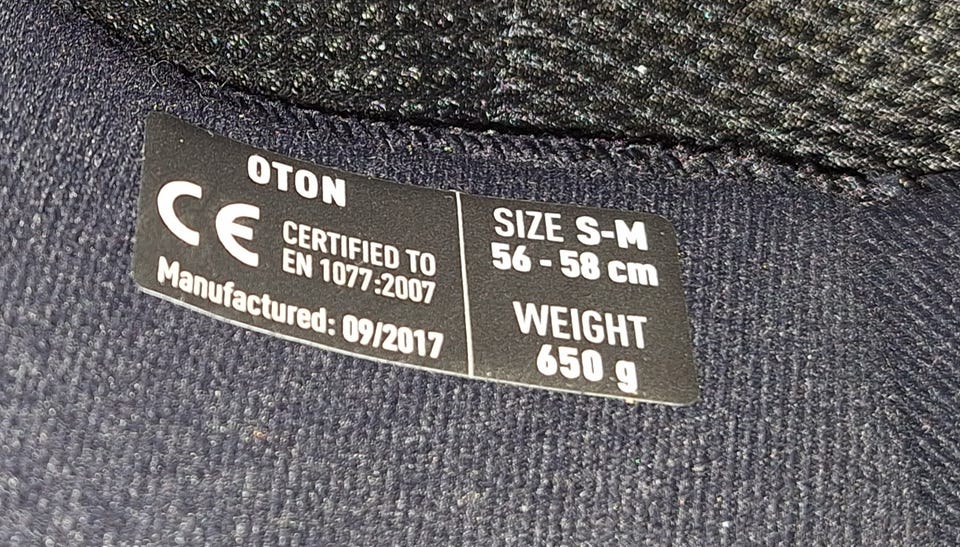 OTON
CE
CERTIFIED TO
EN 1077:2007
Manufactured: 09/2017
SIZE S-M
56 - 58 cm
WEIGHT
650 g